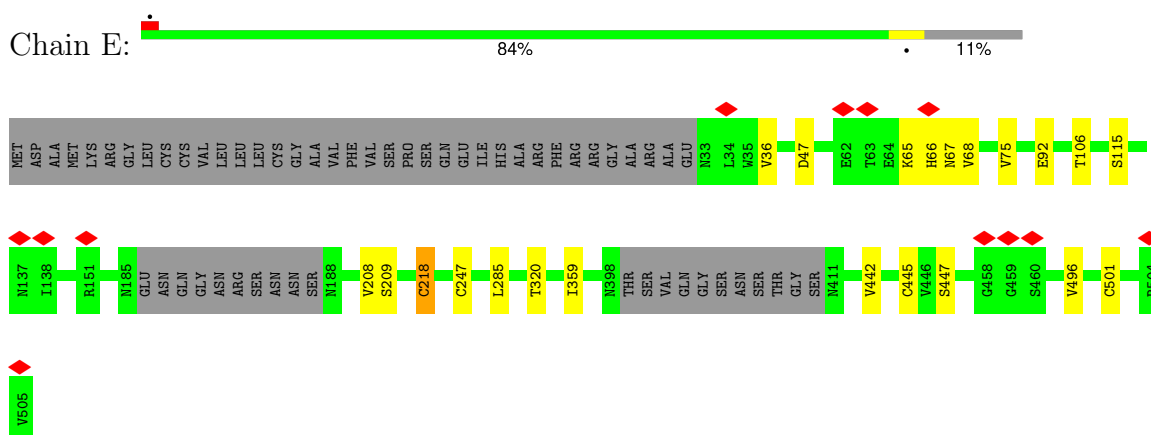 Chain E:
84%
11%
MET ASP ALA MET LYS ARG GLY LEU CYS CYS VAL LEU LEU LEU CYS GLY ALA VAL PHE VAL SER PRO SER GLN GLU ILE HIS ALA ARG PHE ARG ARG GLY ALA ARG ALA GLU N33 L34 W35 V36 D47 E62 T63 E64 K65 H66 N67 V68 V75 E92 T106 S115
N137 I138 R151 N185 GLU ASN GLN GLY ASN ARG SER ASN ASN SER N188 V208 S209 C218 C247 L285 T320 I359 N398 THR SER VAL GLN GLY SER ASN SER THR GLY SER N411 V442 C445 V446 S447 G458 G459 S460 V496 C501
V505